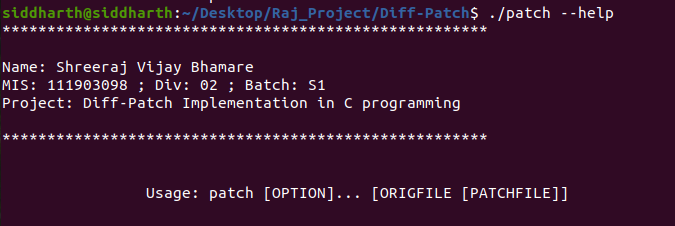 siddharth@siddharth:~/Desktop/Raj_Project/Diff-Patch$ ./patch --help
******************************************************
Name: Shreeraj Vijay Bhamare
MIS: 111903098 ; Div: 02 ; Batch: S1
Project: Diff-Patch Implementation in C programming
******************************************************
Usage: patch [OPTION]... [ORIGFILE [PATCHFILE]]